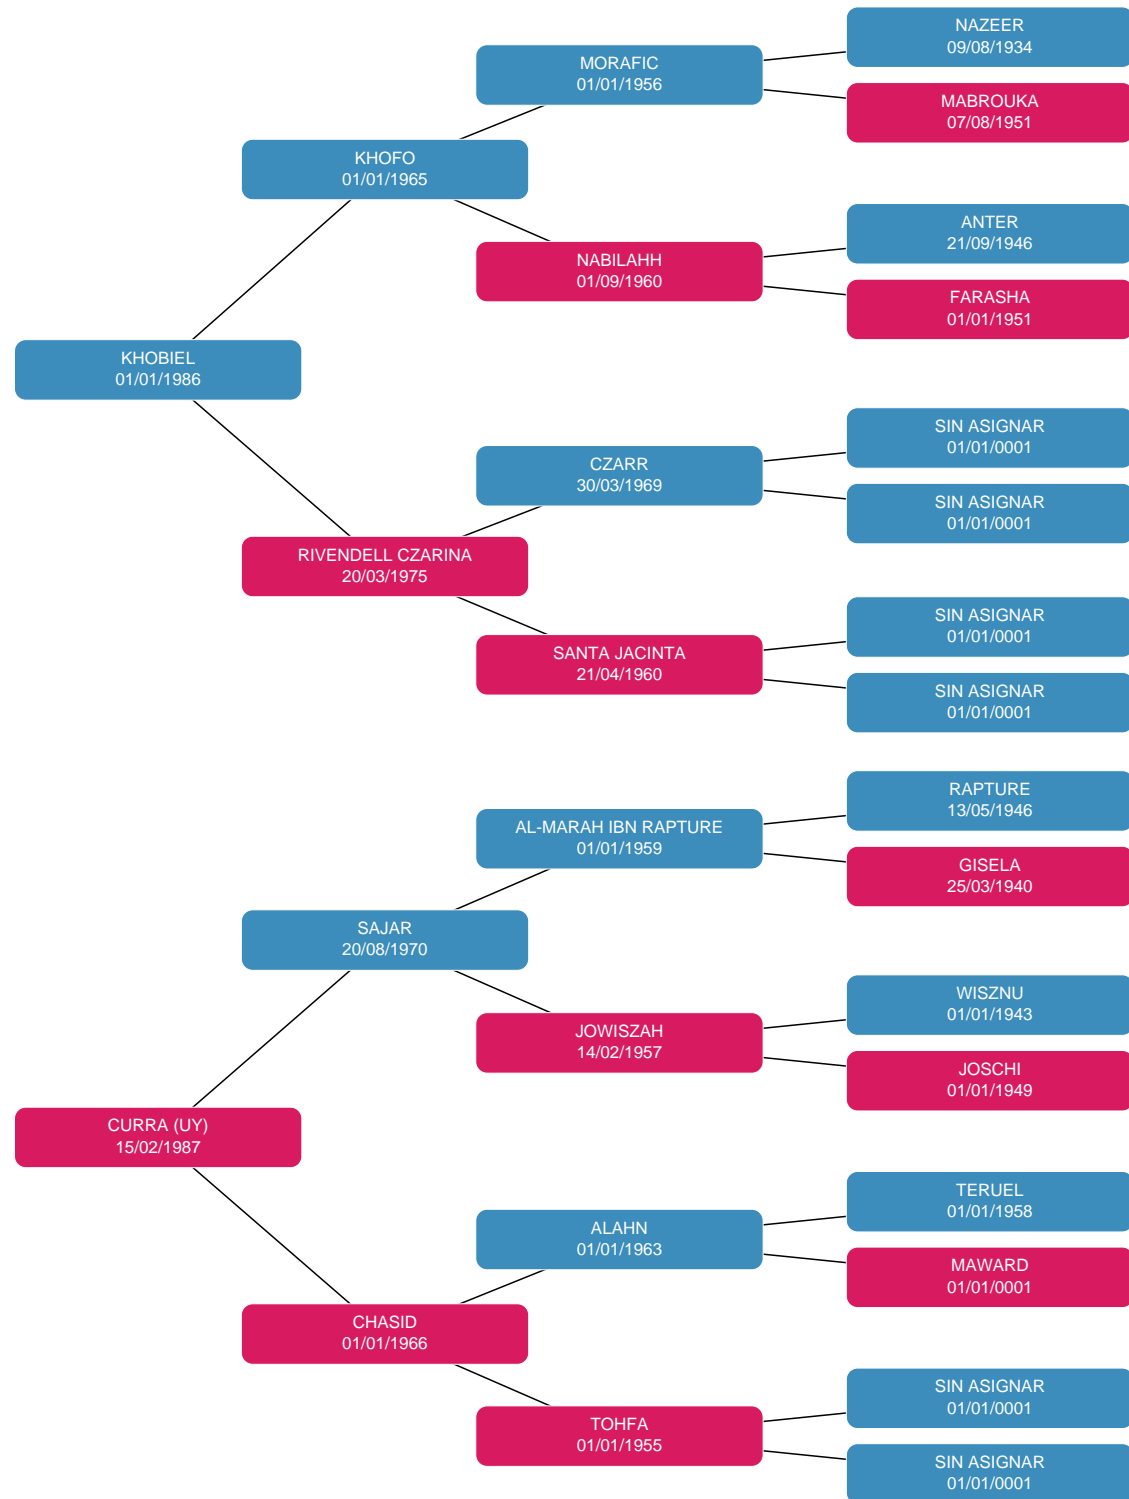 NAZEER
09/08/1934
MORAFIC
01/01/1956
MABROUKA
07/08/1951
KHOFO
01/01/1965
ANTER
21/09/1946
NABILAHH
01/09/1960
FARASHA
01/01/1951
KHOBIEL
01/01/1986
SIN ASIGNAR
01/01/0001
CZARR
30/03/1969
SIN ASIGNAR
01/01/0001
RIVENDELL CZARINA
20/03/1975
SIN ASIGNAR
01/01/0001
SANTA JACINTA
21/04/1960
SIN ASIGNAR
01/01/0001
RAPTURE
13/05/1946
AL-MARAH IBN RAPTURE
01/01/1959
GISELA
25/03/1940
SAJAR
20/08/1970
WISZNU
01/01/1943
JOWISZAH
14/02/1957
JOSCHI
01/01/1949
CURRA (UY)
15/02/1987
TERUEL
01/01/1958
ALAHN
01/01/1963
MAWARD
01/01/0001
CHASID
01/01/1966
SIN ASIGNAR
01/01/0001
TOHFA
01/01/1955
SIN ASIGNAR
01/01/0001